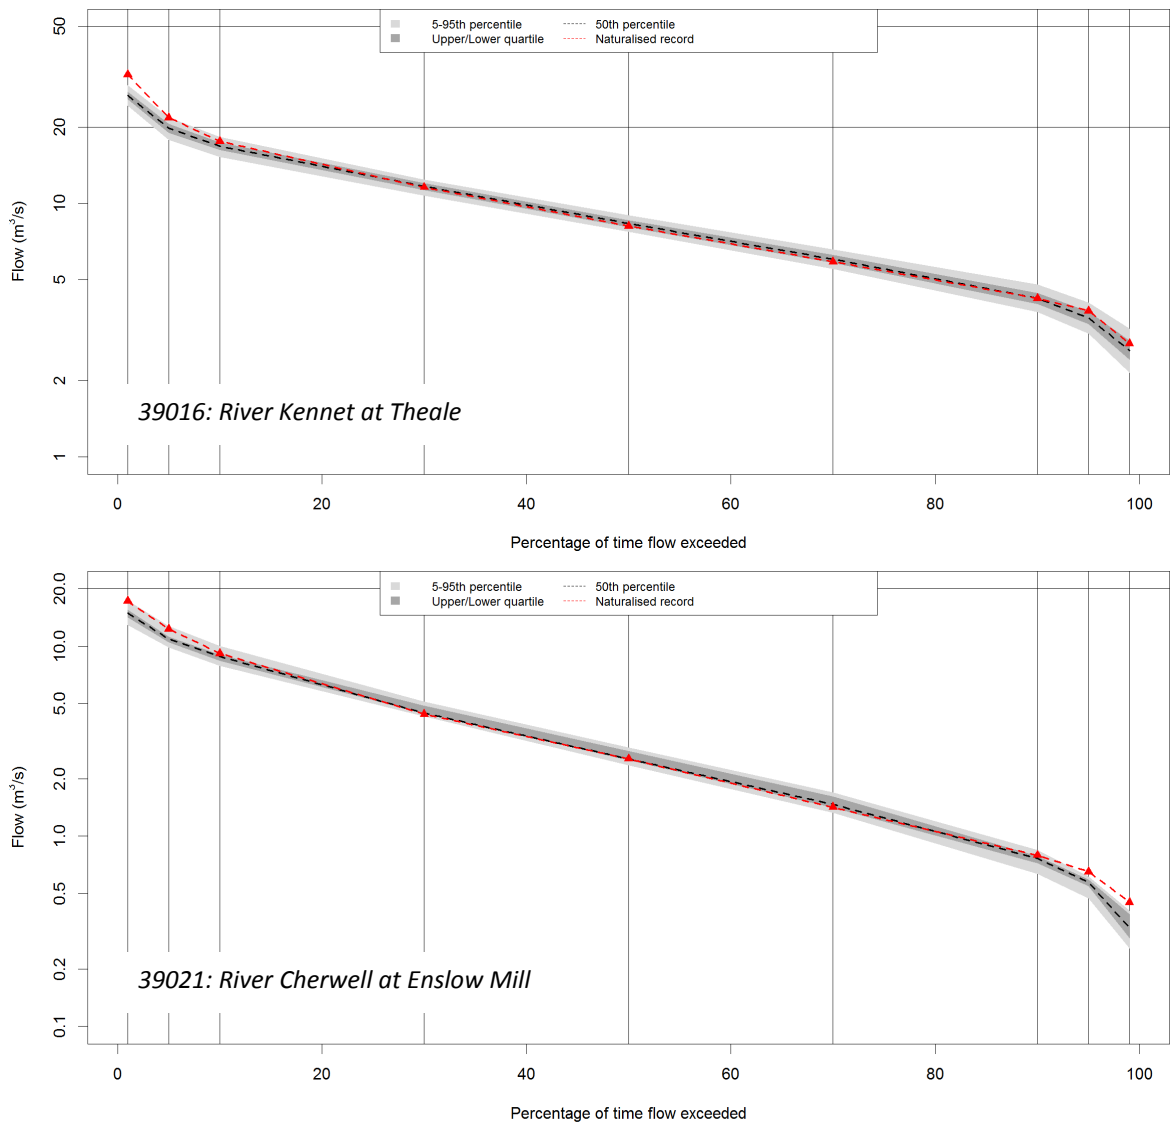 5-95th percentile 50th percentile
Upper/Lower quartile Naturalised record
50
20
10
5
2
1
Flow (m³/s)
39016: River Kennet at Theale
0 20 40 60 80 100
Percentage of time flow exceeded
5-95th percentile 50th percentile
Upper/Lower quartile Naturalised record
20.0
10.0
5.0
2.0
1.0
0.5
0.2
0.1
Flow (m³/s)
39021: River Cherwell at Enslow Mill
0 20 40 60 80 100
Percentage of time flow exceeded